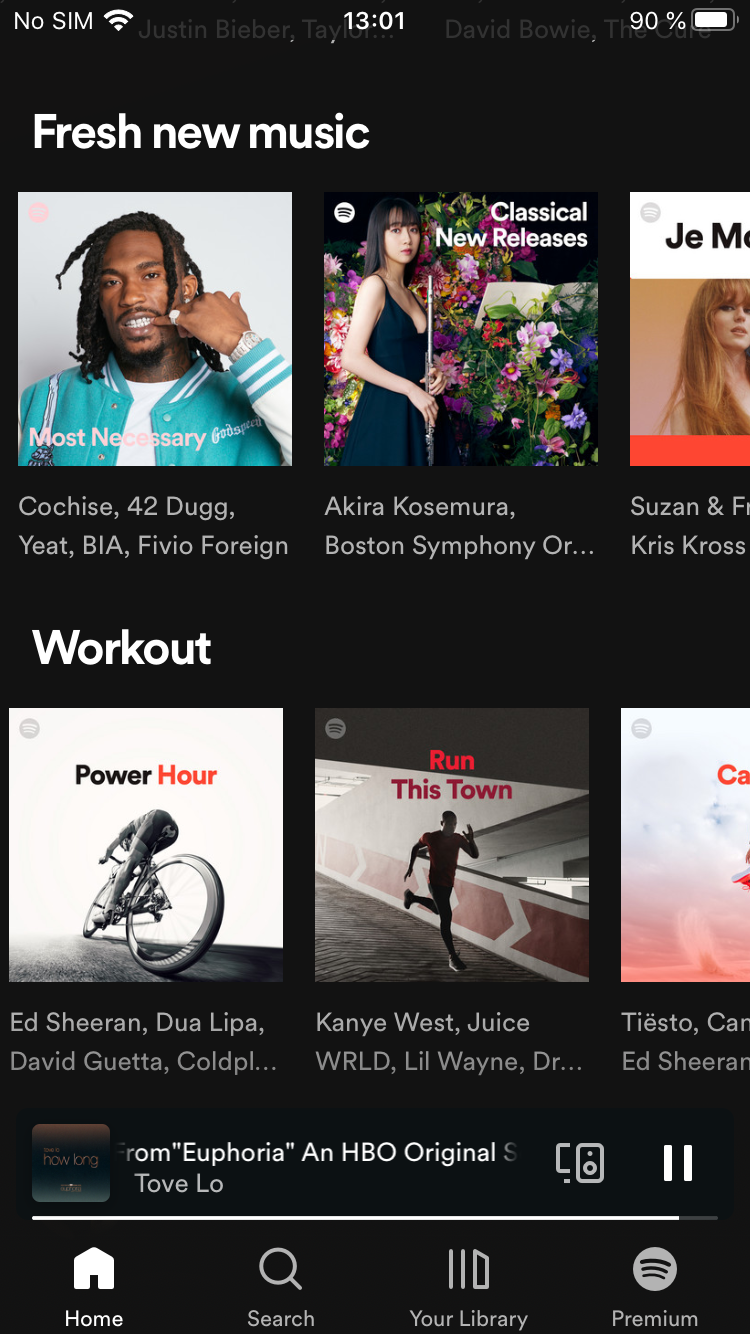 No SIM 13:01 90 %
Justin Bieber, Taylor... David Bowie, The Cure
Fresh new music
Most Necessary
Godspeed
Classical
New Releases
Je Mo
Cochise, 42 Dugg,
Yeat, BIA, Fivio Foreign
Akira Kosemura,
Boston Symphony Or...
Suzan & Fr
Kris Kross
Workout
Power Hour
Run
This Town
Ca
Ed Sheeran, Dua Lipa,
David Guetta, Coldpl...
Kanye West, Juice
WRLD, Lil Wayne, Dr...
Tiësto, Cam
Ed Sheeran
how long
From"Euphoria" An HBO Original S
Tove Lo
Home
Search
Your Library
Premium